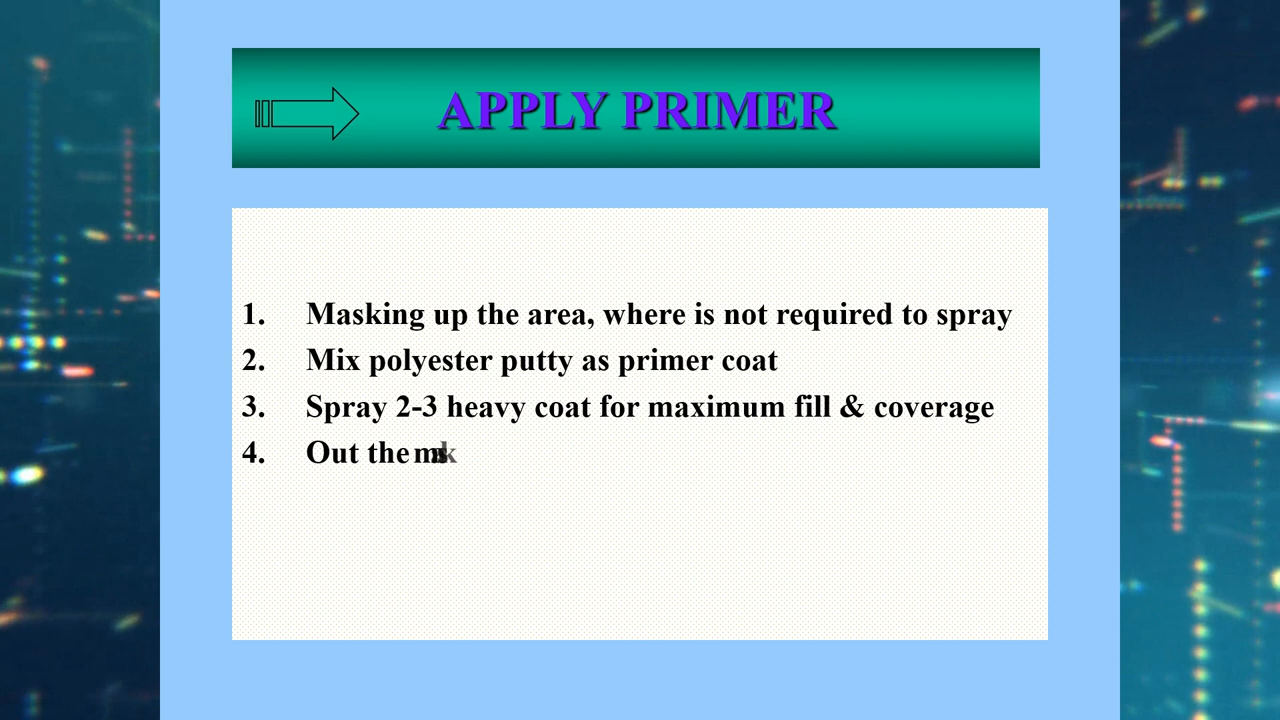 APPLY PRIMER
1. Masking up the area, where is not required to spray
2. Mix polyester putty as primer coat
3. Spray 2-3 heavy coat for maximum fill & coverage
4. Out the